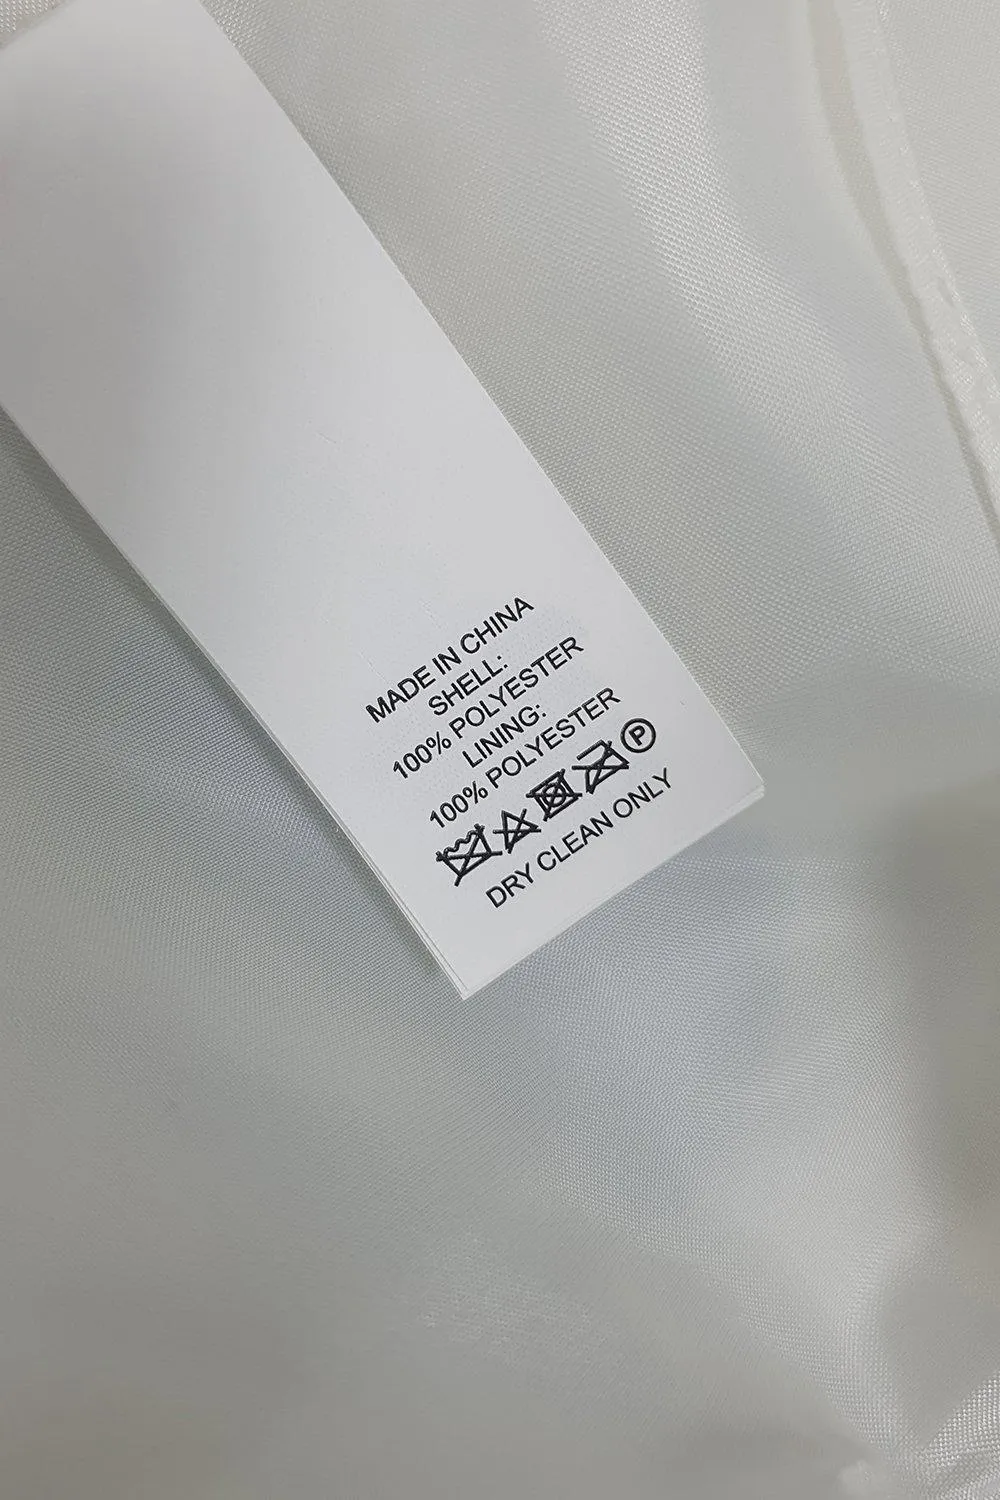 MADE IN CHINA
SHELL:
100% POLYESTER
LINING:
100% POLYESTER
P
DRY CLEAN ONLY